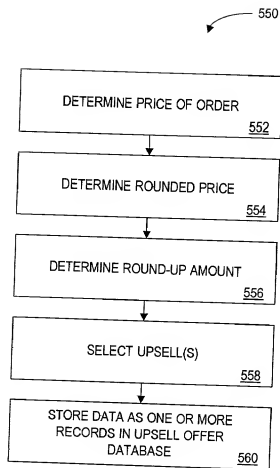 550
DETERMINE PRICE OF ORDER
552
DETERMINE ROUNDED PRICE
554
DETERMINE ROUND-UP AMOUNT
556
SELECT UPSELL(S)
558
STORE DATA AS ONE OR MORE
RECORDS IN UPSELL OFFER
DATABASE
560